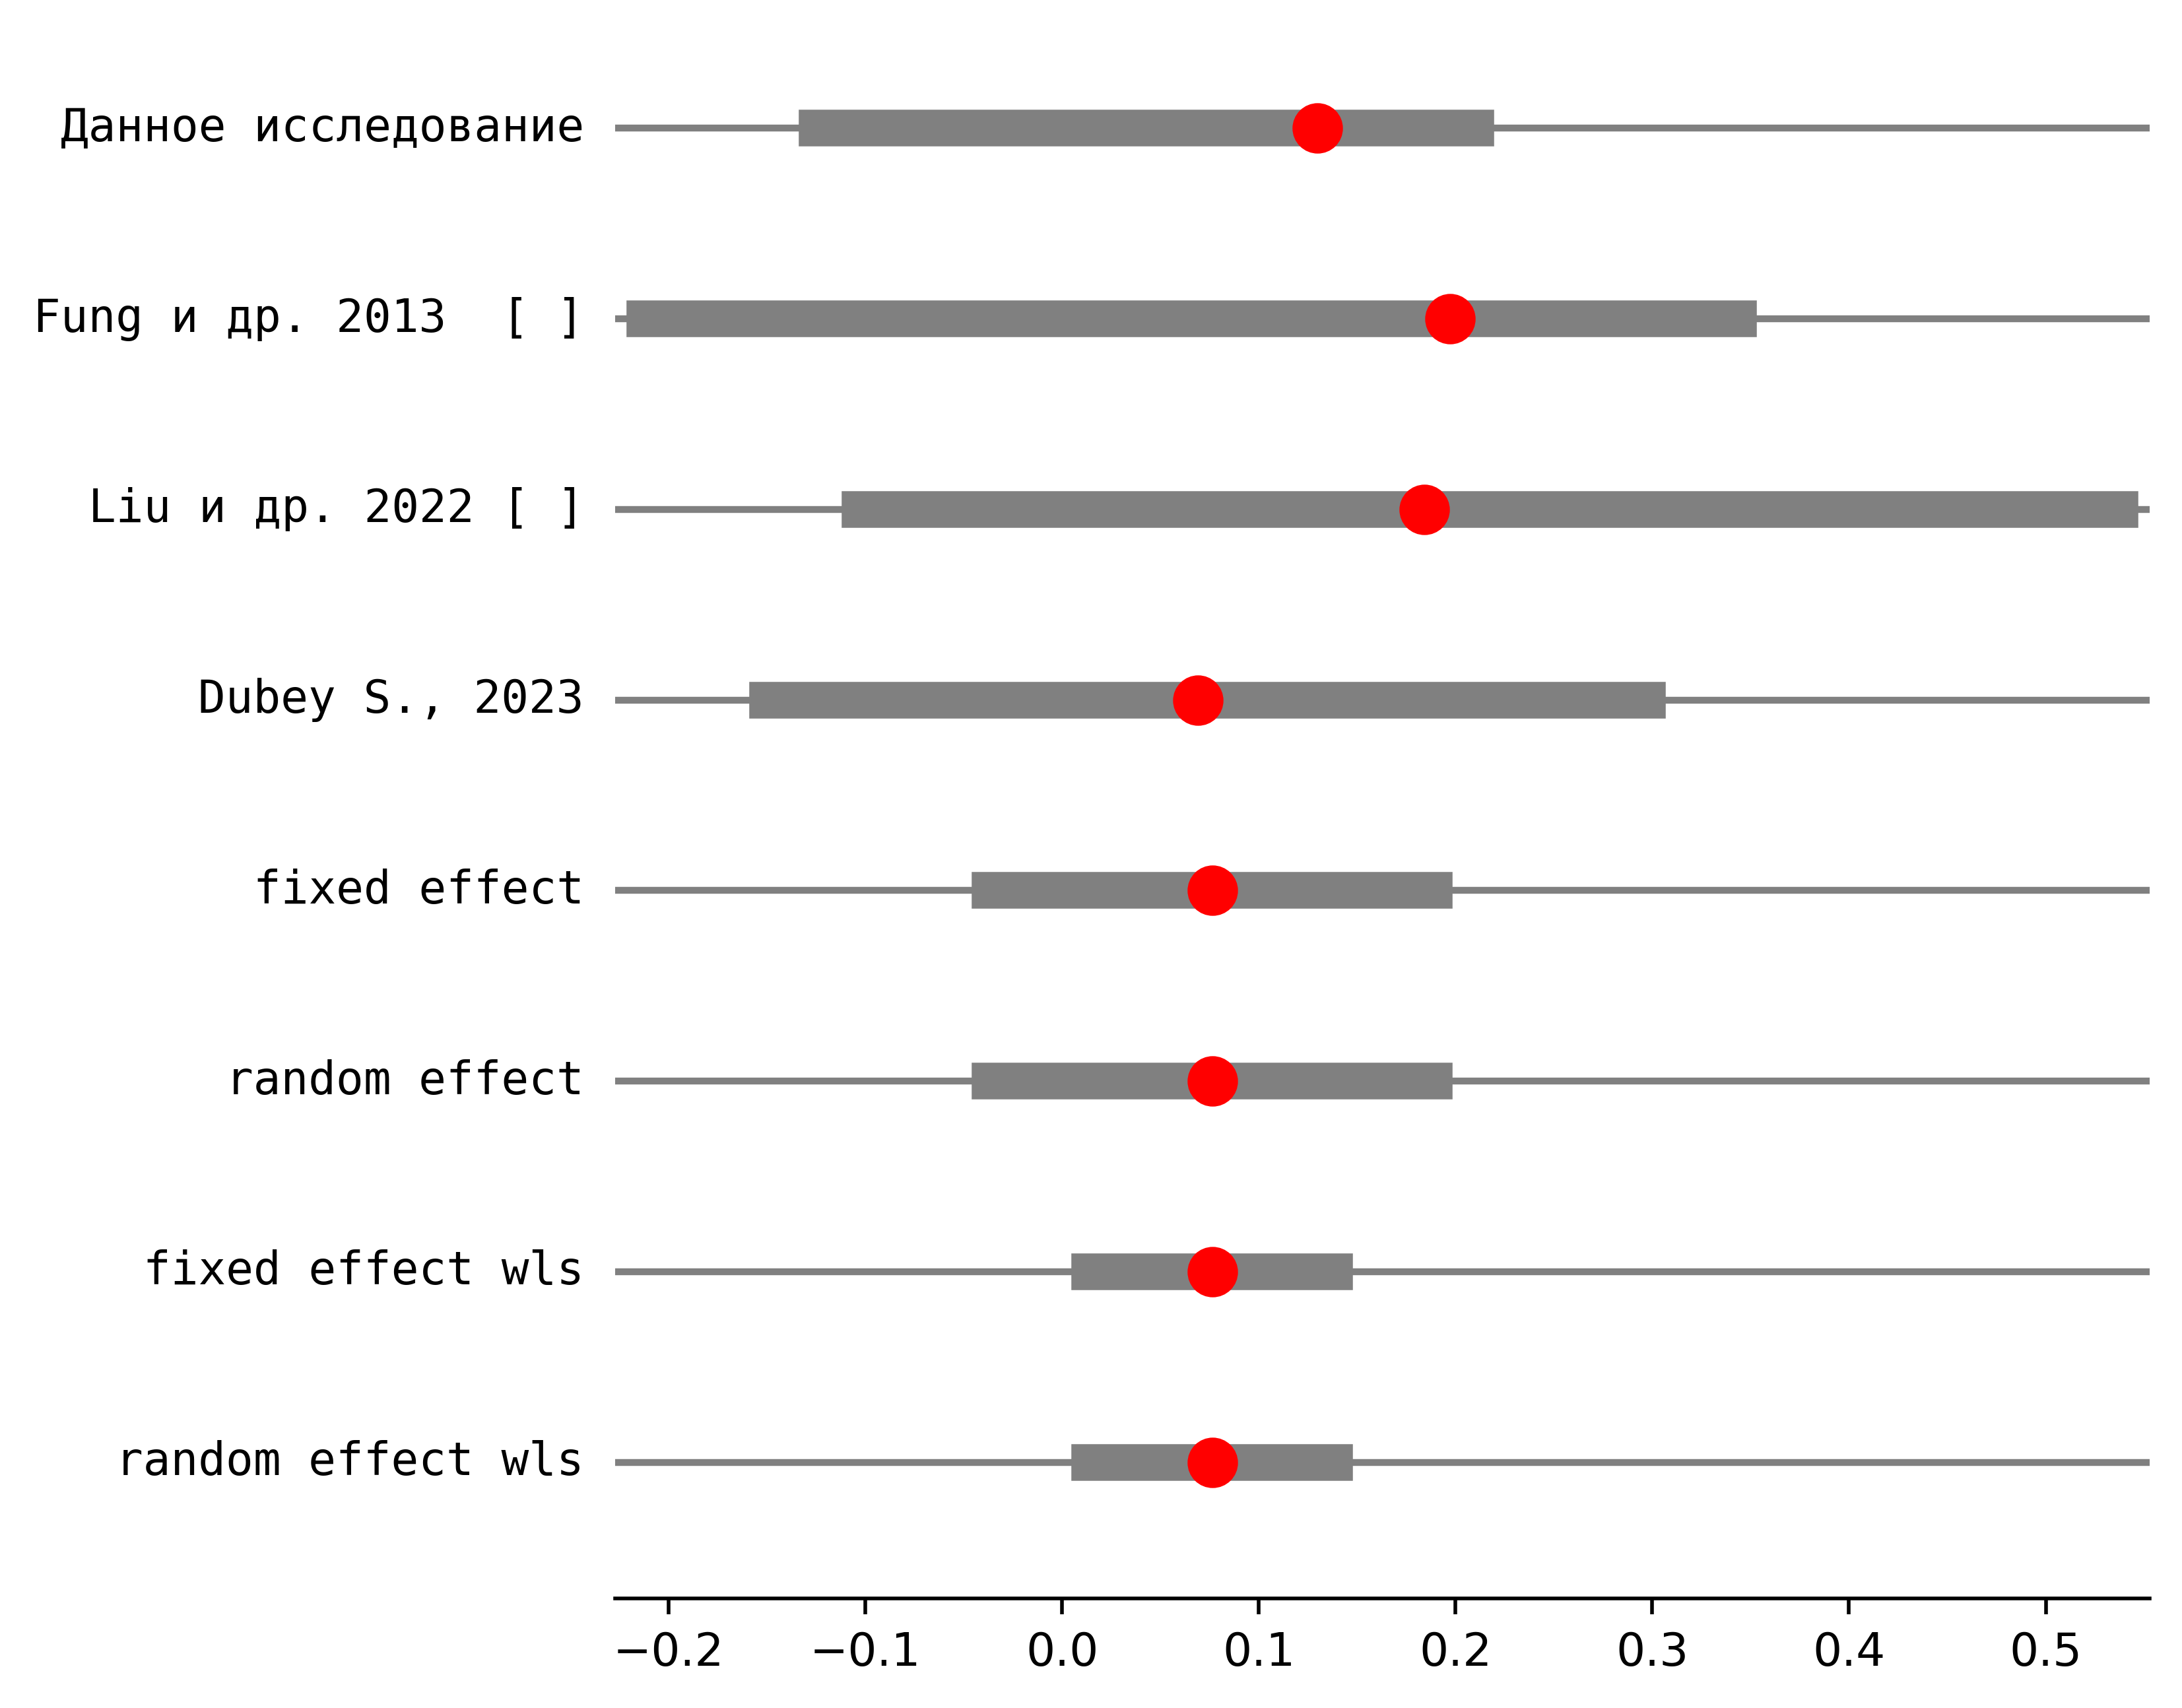 Данное исследование
Fung и др. 2013  [ ]
Liu и др. 2022 [ ]
Dubey S., 2023
fixed effect
random effect
fixed effect wls
random effect wls
−0.2 −0.1 0.0 0.1 0.2 0.3 0.4 0.5